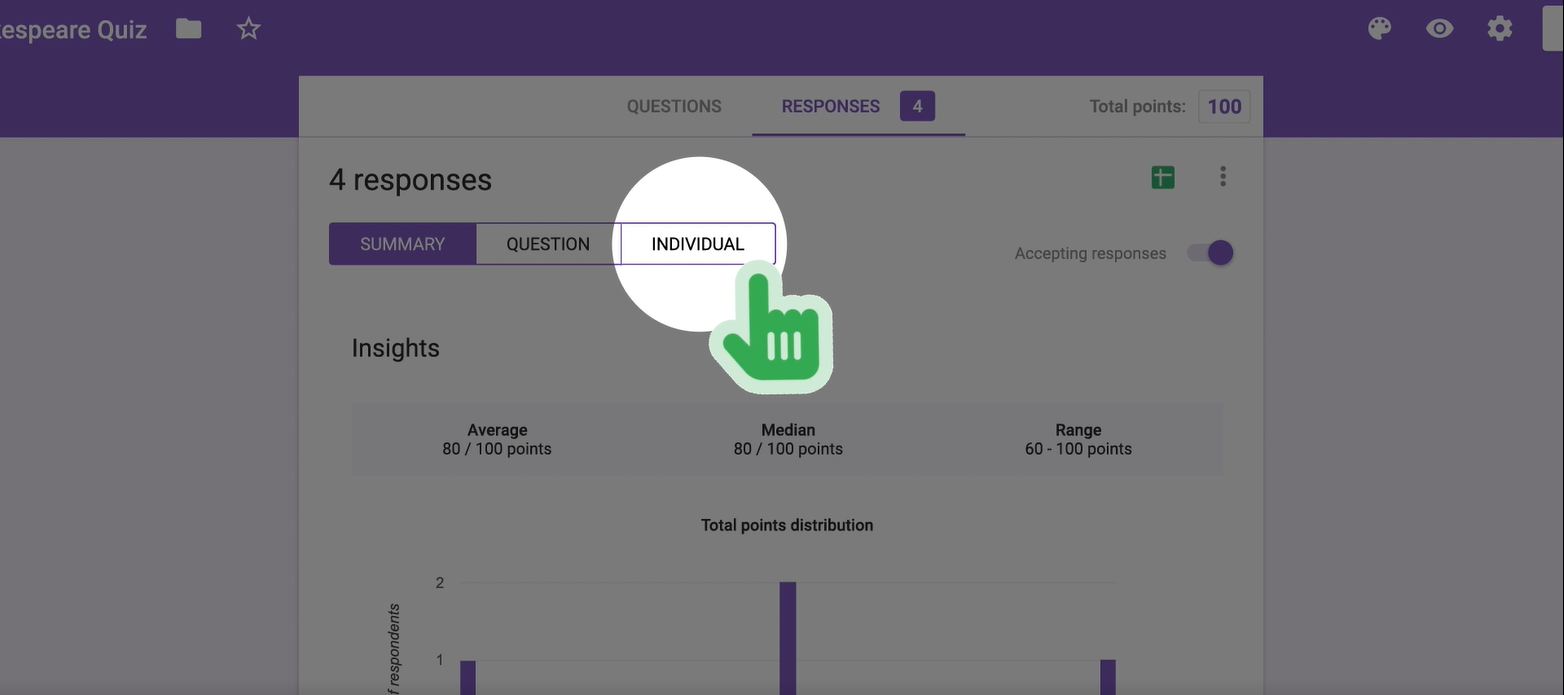 espeare Quiz
QUESTIONS RESPONSES 4 Total points: 100
4 responses
SUMMARY QUESTION INDIVIDUAL
Accepting responses
Insights
Average Median Range
80 / 100 points 80 / 100 points 60 - 100 points
Total points distribution
2
1
respondents